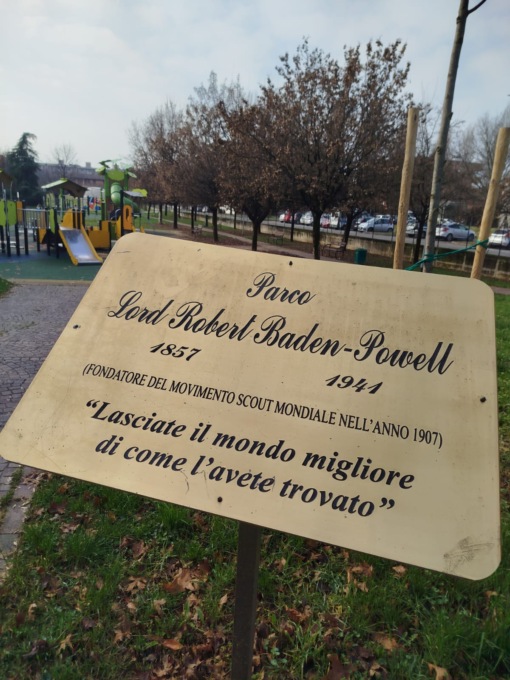 Parco
Lord Robert Baden-Powell
1857 1941
(FONDATORE DEL MOVIMENTO SCOUT MONDIALE NELL'ANNO 1907)
"Lasciate il mondo migliore
di come l'avete trovato"